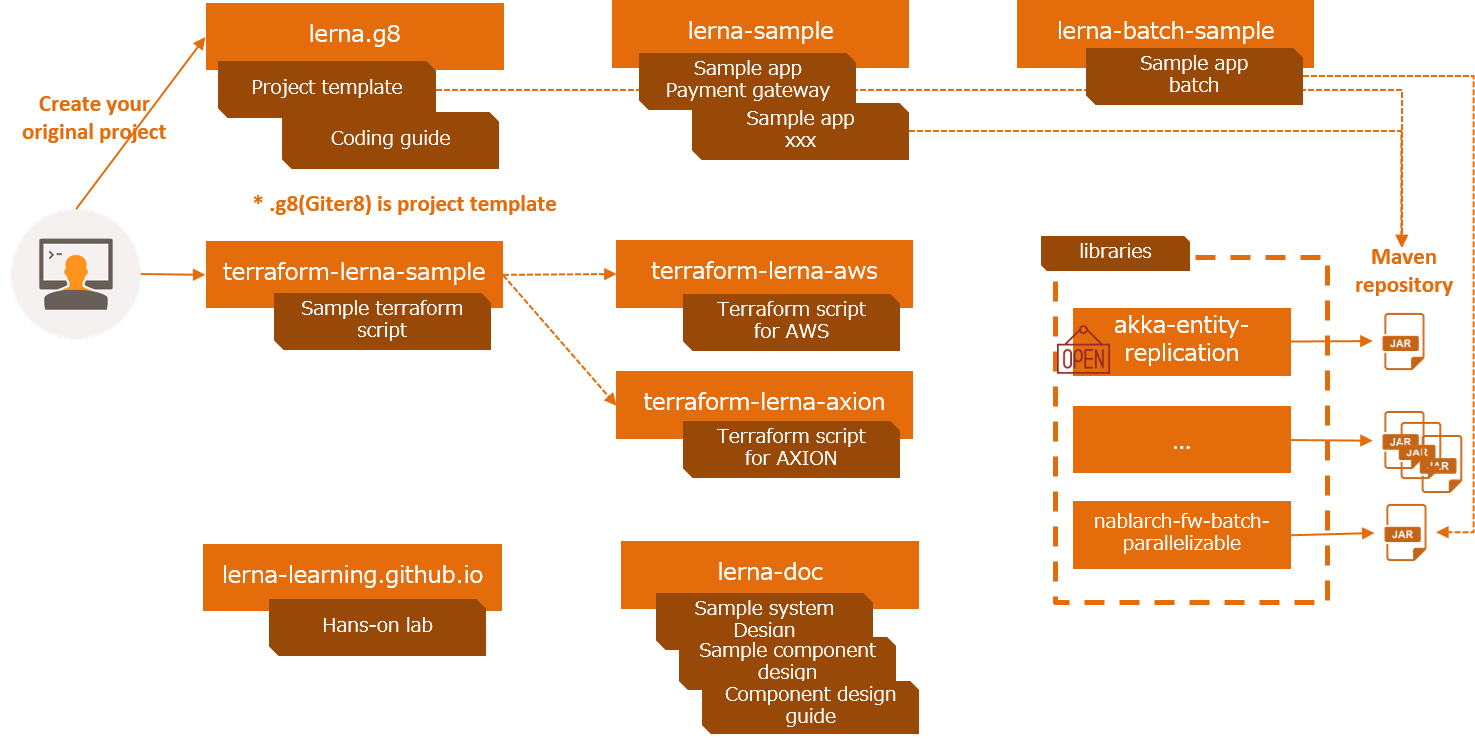 lerna.g8
Project template
Coding guide
lerna-sample
Sample app
Payment gateway
Sample app
xxx
lerna-batch-sample
Sample app
batch
Create your
original project
* .g8(Giter8) is project template
terraform-lerna-sample
Sample terraform
script
terraform-lerna-aws
Terraform script
for AWS
terraform-lerna-axion
Terraform script
for AXION
libraries
Maven
repository
akka-entity-
replication
OPEN
JAR
...
JAR
JAR
JAR
nablarch-fw-batch-
parallelizable
JAR
lerna-learning.github.io
Hans-on lab
lerna-doc
Sample system
Design
Sample component
design
Component design
guide